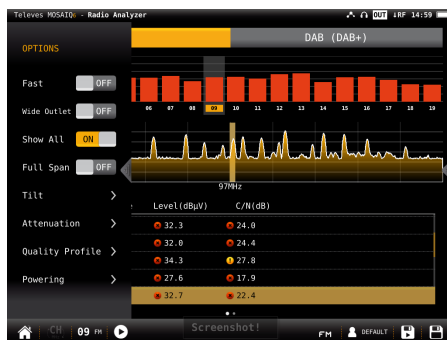 Televes MOSAIQ6 - Radio Analyzer OUT ↓RF 14:59
OPTIONS
DAB (DAB+)
Fast OFF
Wide Outlet OFF
Show All ON
Full Span OFF
Tilt >
Attenuation >
Quality Profile >
Powering >
06 07 08 09 10 11 12 13 14 15 16 17 18 19
97MHz
Level(dBµV) C/N(dB)
32.3 24.0
32.0 24.4
34.3 27.8
27.6 17.9
32.7 22.4
CH 09 FM
Screenshot!
FM DEFAULT